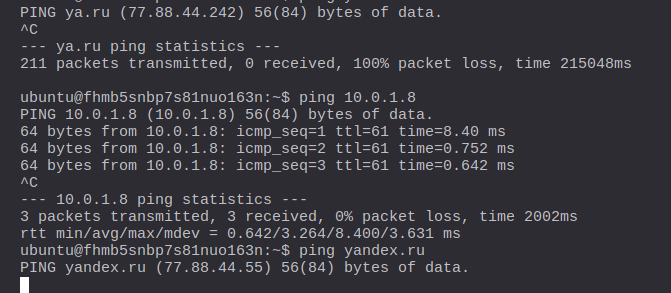 PING ya.ru (77.88.44.242) 56(84) bytes of data.
^C
--- ya.ru ping statistics ---
211 packets transmitted, 0 received, 100% packet loss, time 215048ms
ubuntu@fhmb5snbp7s81nuo163n:~$ ping 10.0.1.8
PING 10.0.1.8 (10.0.1.8) 56(84) bytes of data.
64 bytes from 10.0.1.8: icmp_seq=1 ttl=61 time=8.40 ms
64 bytes from 10.0.1.8: icmp_seq=2 ttl=61 time=0.752 ms
64 bytes from 10.0.1.8: icmp_seq=3 ttl=61 time=0.642 ms
^C
--- 10.0.1.8 ping statistics ---
3 packets transmitted, 3 received, 0% packet loss, time 2002ms
rtt min/avg/max/mdev = 0.642/3.264/8.400/3.631 ms
ubuntu@fhmb5snbp7s81nuo163n:~$ ping yandex.ru
PING yandex.ru (77.88.44.55) 56(84) bytes of data.